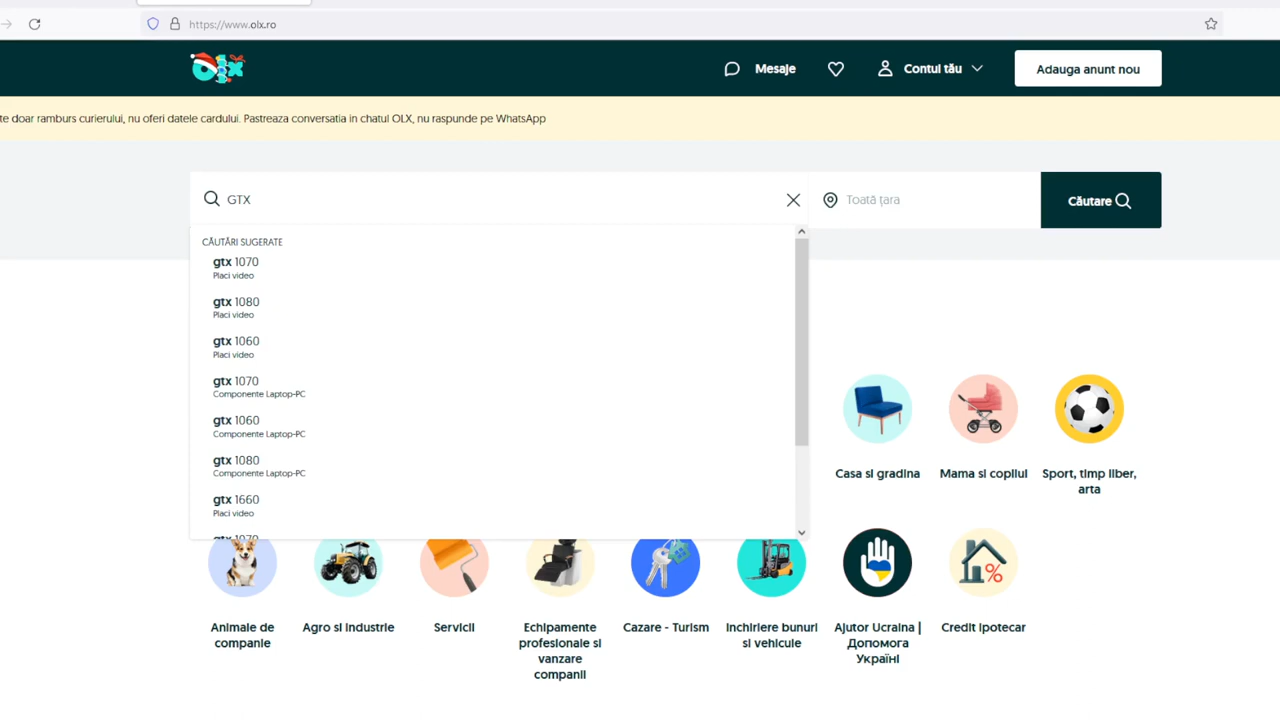 https://www.olx.ro
olx
Mesaje
Contul tău
Adauga anunt nou
te doar ramburs curierului, nu oferi datele cardului. Pastreaza conversatia in chatul OLX, nu raspunde pe WhatsApp
GTX
Toată țara
Căutare
CĂUTĂRI SUGERATE
gtx 1070
Placi video
gtx 1080
Placi video
gtx 1060
Placi video
gtx 1070
Componente Laptop-PC
gtx 1060
Componente Laptop-PC
gtx 1080
Componente Laptop-PC
gtx 1660
Placi video
gtx 1070
Casa si gradina
Mama si copilul
Sport, timp liber,
arta
%
Animale de
companie
Agro si industrie
Servicii
Echipamente
profesionale si
vanzare
companii
Cazare - Turism
Inchiriere bunuri
si vehicule
Ajutor Ucraina |
Допомога
Україні
Credit ipotecar